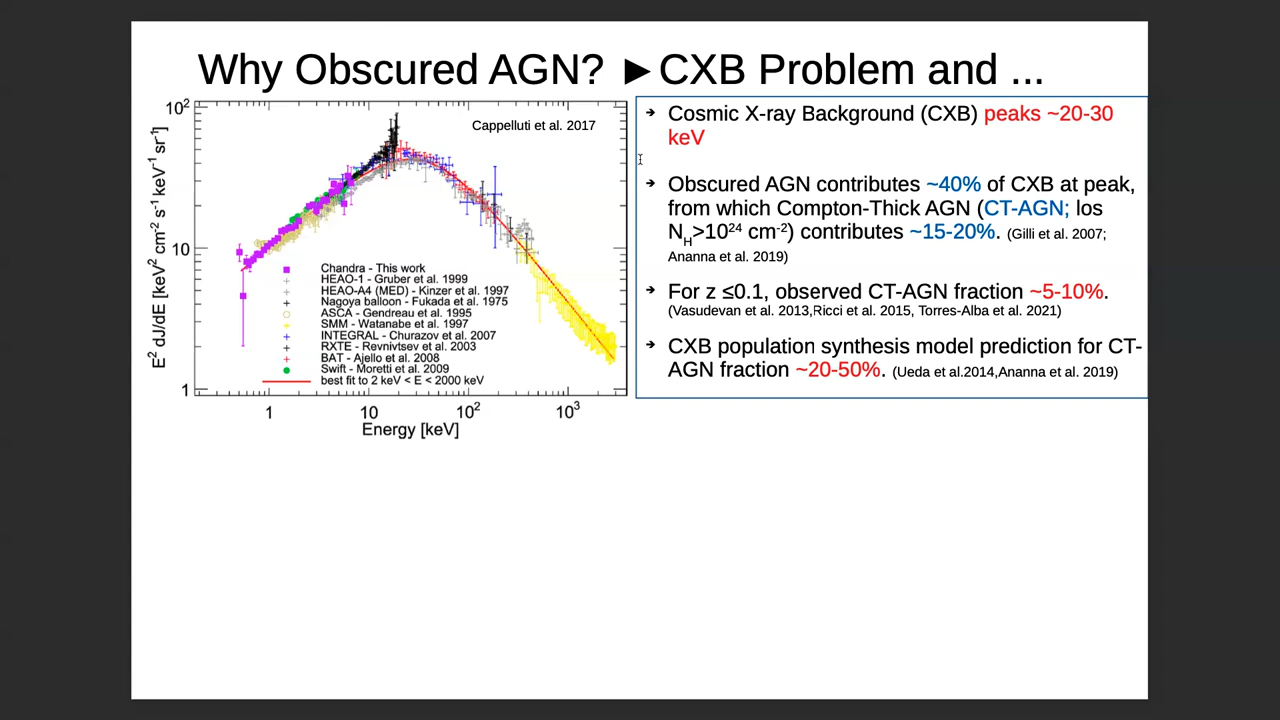 Why Obscured AGN? ►CXB Problem and ...
Cappelluti et al. 2017
10²
10
1
E² dJ/dE [keV² cm⁻² s⁻¹ keV⁻¹ sr⁻¹]
Chandra - This work
HEAO-1 - Gruber et al. 1999
HEAO-A4 (MED) - Kinzer et al. 1997
Nagoya balloon - Fukada et al. 1975
ASCA - Gendreau et al. 1995
SMM - Watanabe et al. 1997
INTEGRAL - Churazov et al. 2007
RXTE - Revnivtsev et al. 2003
BAT - Ajello et al. 2008
Swift - Moretti et al. 2009
best fit to 2 keV < E < 2000 keV
1 10 10² 10³
Energy [keV]
Cosmic X-ray Background (CXB) peaks ~20-30
keV
Obscured AGN contributes ~40% of CXB at peak,
from which Compton-Thick AGN (CT-AGN; los
N_H>10²⁴ cm⁻²) contributes ~15-20%. (Gilli et al. 2007;
Ananna et al. 2019)
For z ≤0.1, observed CT-AGN fraction ~5-10%.
(Vasudevan et al. 2013,Ricci et al. 2015, Torres-Alba et al. 2021)
CXB population synthesis model prediction for CT-
AGN fraction ~20-50%. (Ueda et al.2014,Ananna et al. 2019)